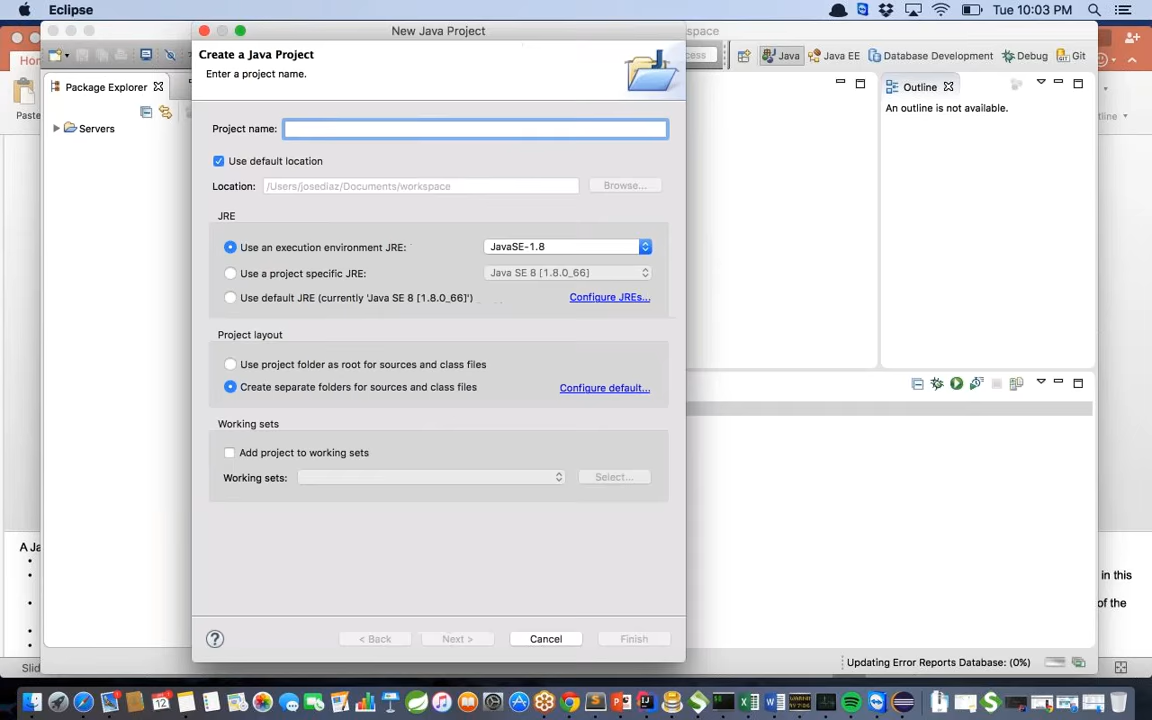 Eclipse
Tue 10:03 PM
New Java Project
space
Create a Java Project
Enter a project name.
Java
Java EE
Database Development
Debug
Git
Package Explorer
Outline
Paste
An outline is not available.
Servers
Project name:
Use default location
Location:
/Users/josediaz/Documents/workspace
Browse...
JRE
Use an execution environment JRE:
JavaSE-1.8
Use a project specific JRE:
Java SE 8 [1.8.0_66]
Use default JRE (currently 'Java SE 8 [1.8.0_66]')
Configure JREs...
Project layout
Use project folder as root for sources and class files
Create separate folders for sources and class files
Configure default...
Working sets
Add project to working sets
Working sets:
Select...
A Ja
in this
of the
?
< Back
Next >
Cancel
Finish
Slid
Updating Error Reports Database: (0%)